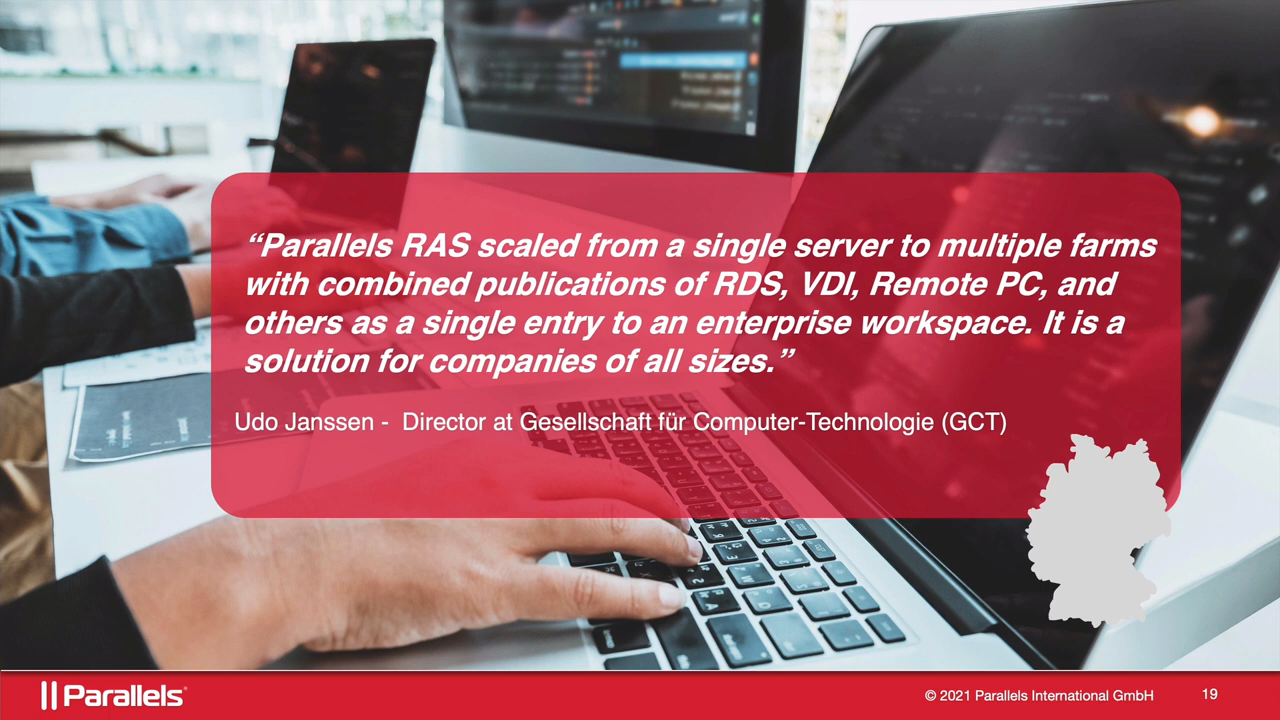 “Parallels RAS scaled from a single server to multiple farms
with combined publications of RDS, VDI, Remote PC, and
others as a single entry to an enterprise workspace. It is a
solution for companies of all sizes.”
Udo Janssen - Director at Gesellschaft für Computer-Technologie (GCT)
Parallels®
© 2021 Parallels International GmbH
19